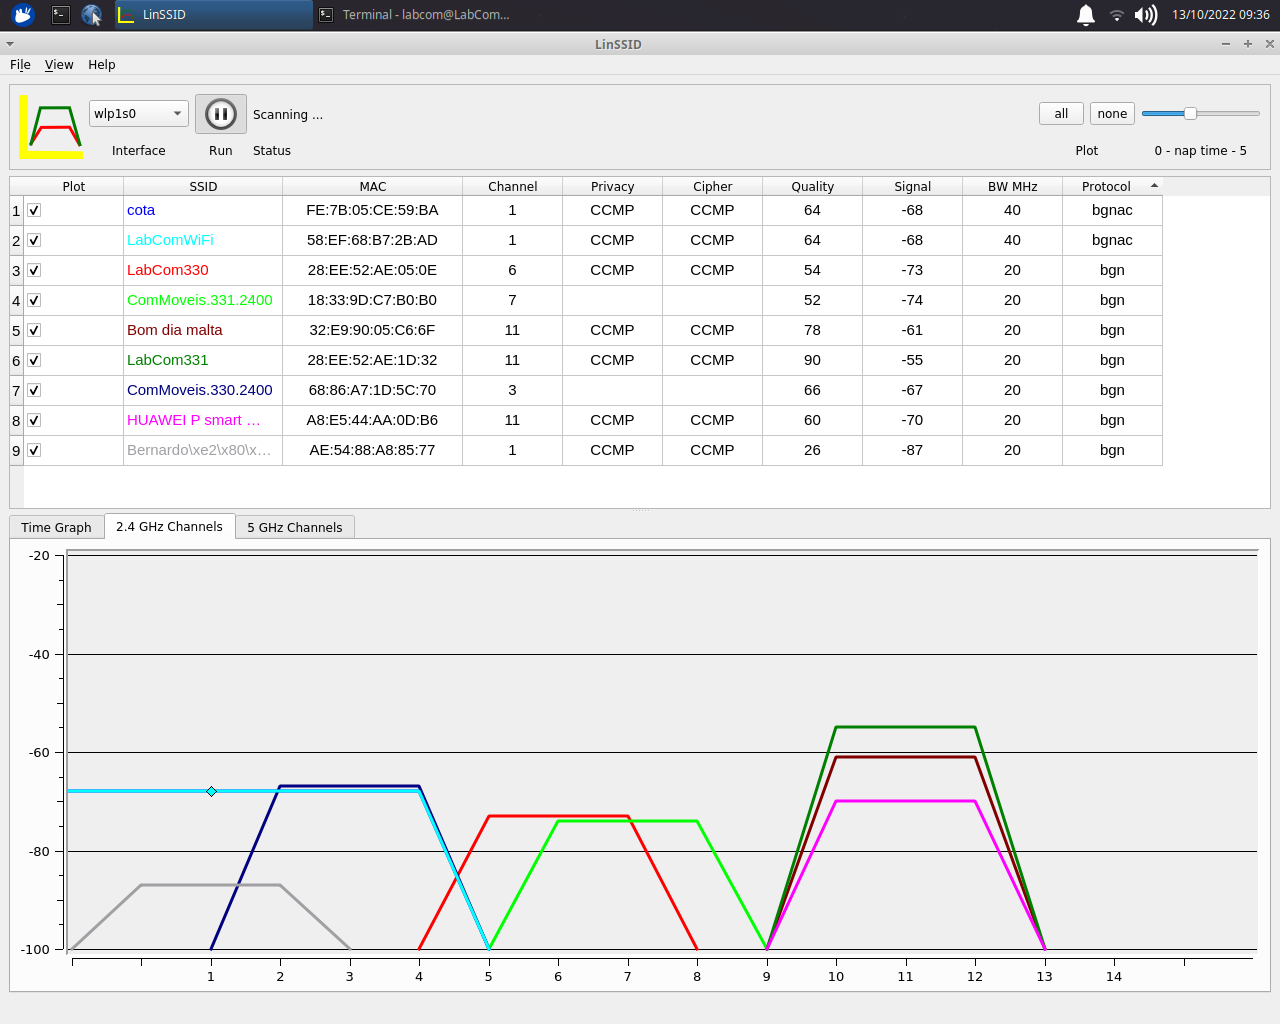 LinSSID Terminal - labcom@LabCom... 13/10/2022 09:36
LinSSID
File View Help
wlp1s0 Scanning ... all none
Interface Run Status Plot 0 - nap time - 5
Plot SSID MAC Channel Privacy Cipher Quality Signal BW MHz Protocol
1 cota FE:7B:05:CE:59:BA 1 CCMP CCMP 64 -68 40 bgnac
2 LabComWiFi 58:EF:68:B7:2B:AD 1 CCMP CCMP 64 -68 40 bgnac
3 LabCom330 28:EE:52:AE:05:0E 6 CCMP CCMP 54 -73 20 bgn
4 ComMoveis.331.2400 18:33:9D:C7:B0:B0 7 52 -74 20 bgn
5 Bom dia malta 32:E9:90:05:C6:6F 11 CCMP CCMP 78 -61 20 bgn
6 LabCom331 28:EE:52:AE:1D:32 11 CCMP CCMP 90 -55 20 bgn
7 ComMoveis.330.2400 68:86:A7:1D:5C:70 3 66 -67 20 bgn
8 HUAWEI P smart ... A8:E5:44:AA:0D:B6 11 CCMP CCMP 60 -70 20 bgn
9 Bernardo\xe2\x80\x... AE:54:88:A8:85:77 1 CCMP CCMP 26 -87 20 bgn
Time Graph 2.4 GHz Channels 5 GHz Channels
-20
-40
-60
-80
-100
1 2 3 4 5 6 7 8 9 10 11 12 13 14